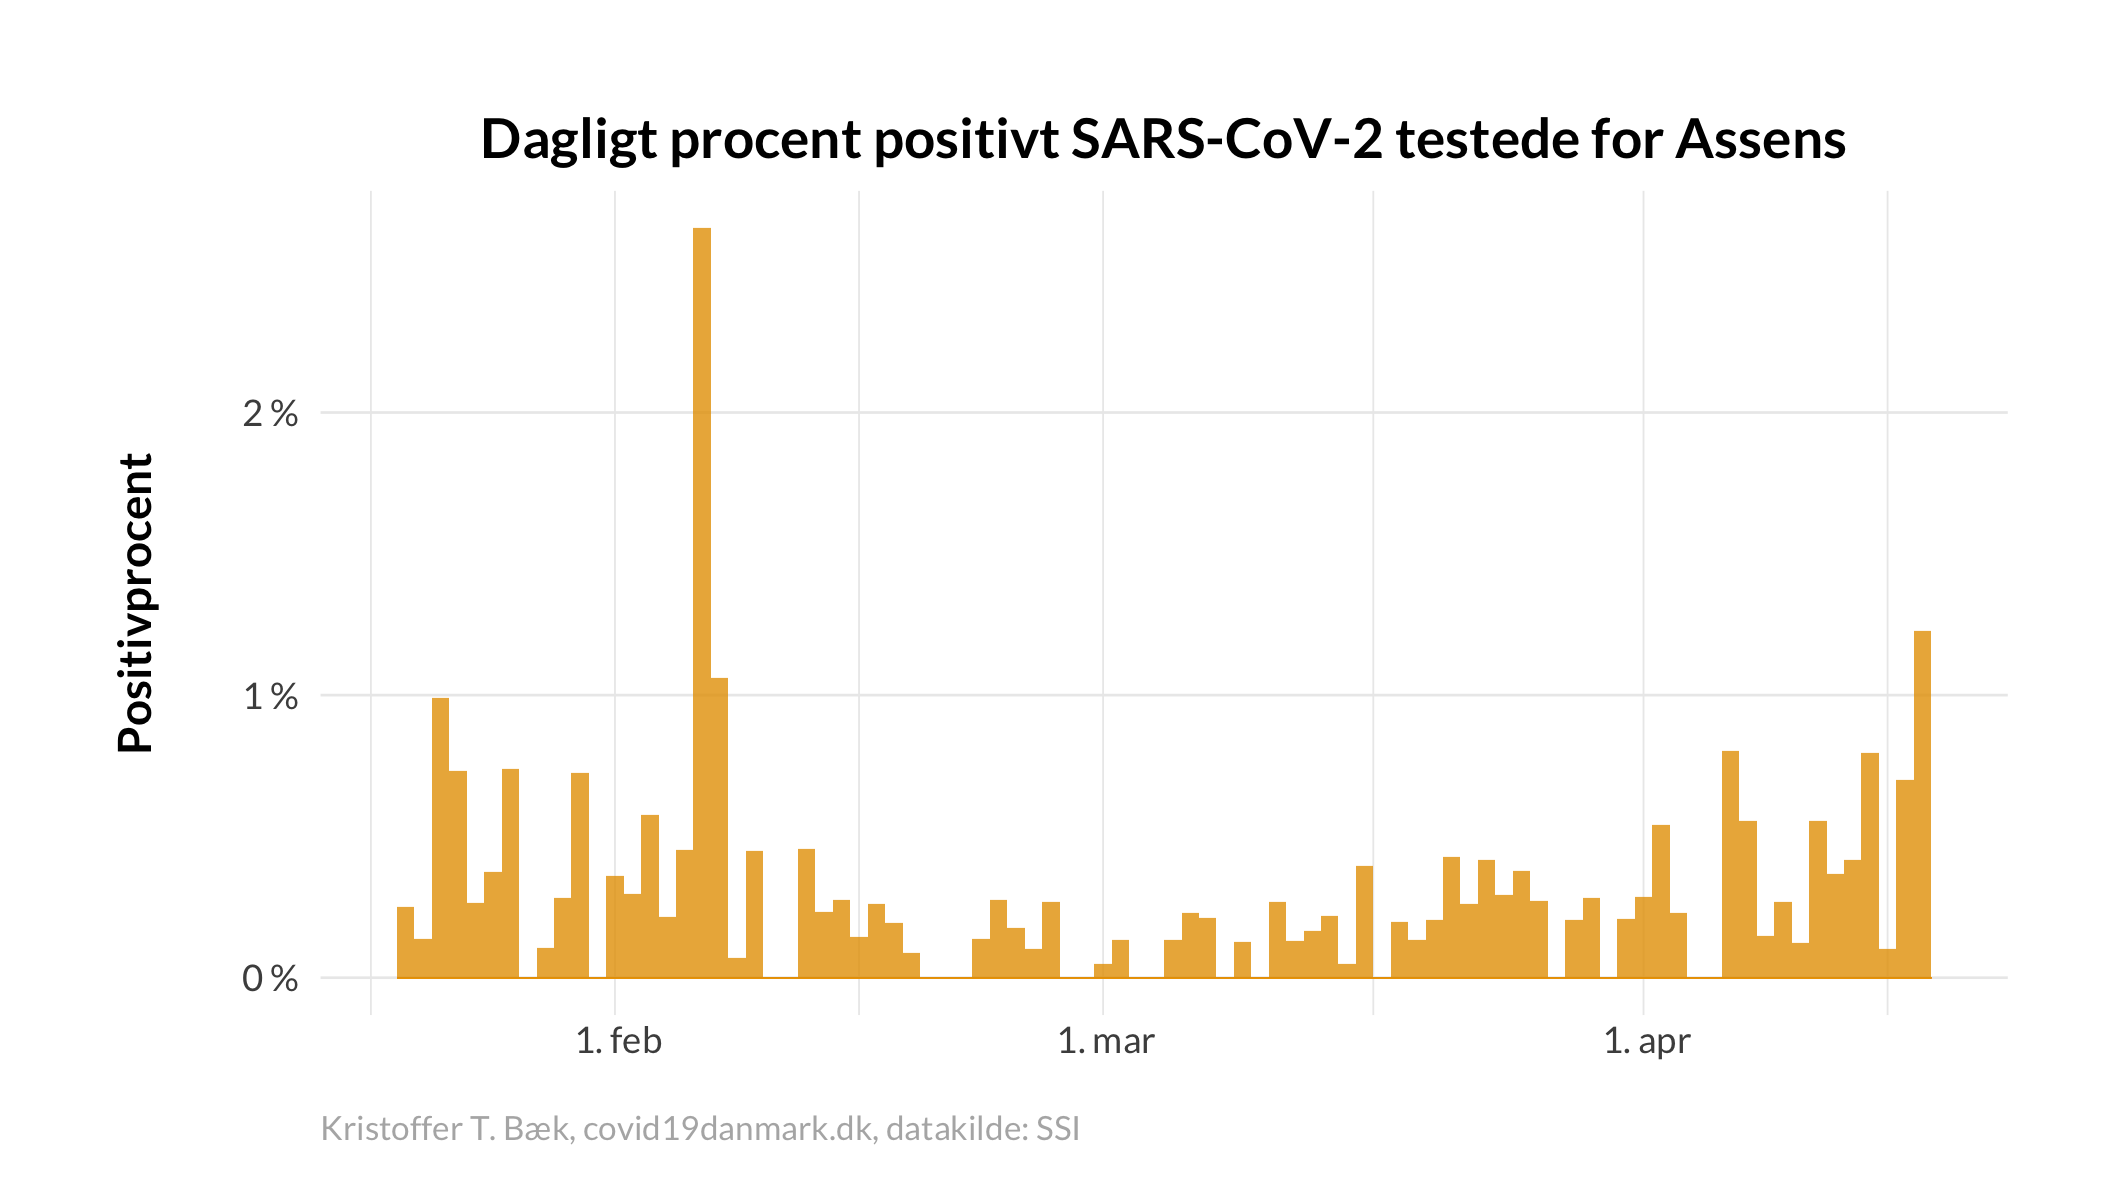 Dagligt procent positivt SARS-CoV-2 testede for Assens
Positivprocent
2 %
1 %
0 %
1. feb
1. mar
1. apr
Kristoffer T. Bæk, covid19danmark.dk, datakilde: SSI